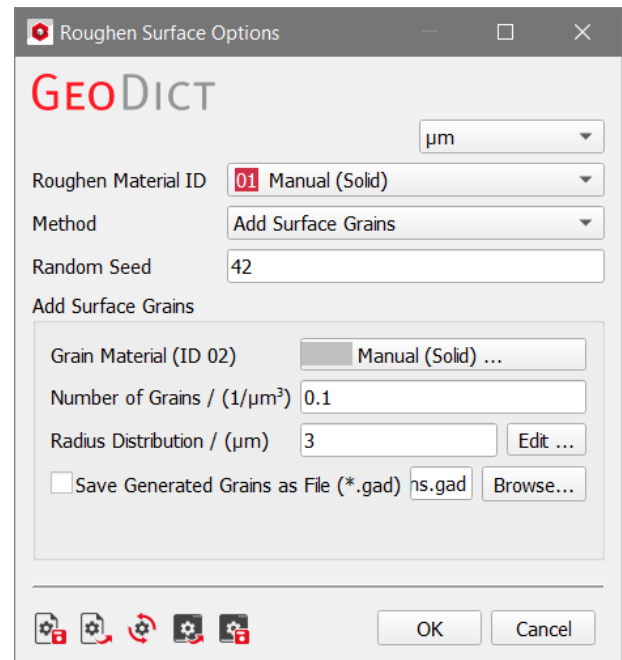 Roughen Surface Options
GEODICT
µm
Roughen Material ID 01 Manual (Solid)
Method Add Surface Grains
Random Seed 42
Add Surface Grains
Grain Material (ID 02) Manual (Solid) ...
Number of Grains / (1/µm³) 0.1
Radius Distribution / (µm) 3 Edit ...
Save Generated Grains as File (*.gad) ns.gad Browse...
OK Cancel